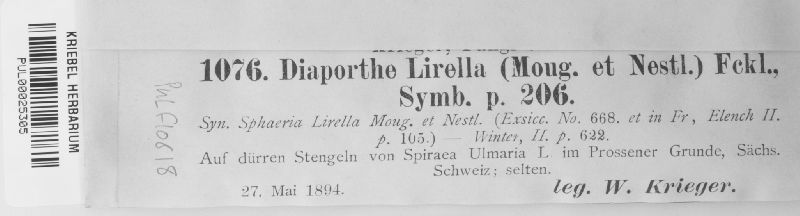 1076. Diaporthe Lirella (Moug. et Nestl.) Fckl.,
Symb. p. 206.
Syn. Sphaeria Lirella Moug. et Nestl. (Exsicc. No. 668. et in Fr, Elench II.
p. 105.) — Winter, II. p. 622.
Auf dürren Stengeln von Spiraea Ulmaria L. im Prossener Grunde, Sächs.
Schweiz; selten.
27. Mai 1894.
leg. W. Krieger.
KRIEBEL HERBARIUM
PUL00025305
PuLF10618